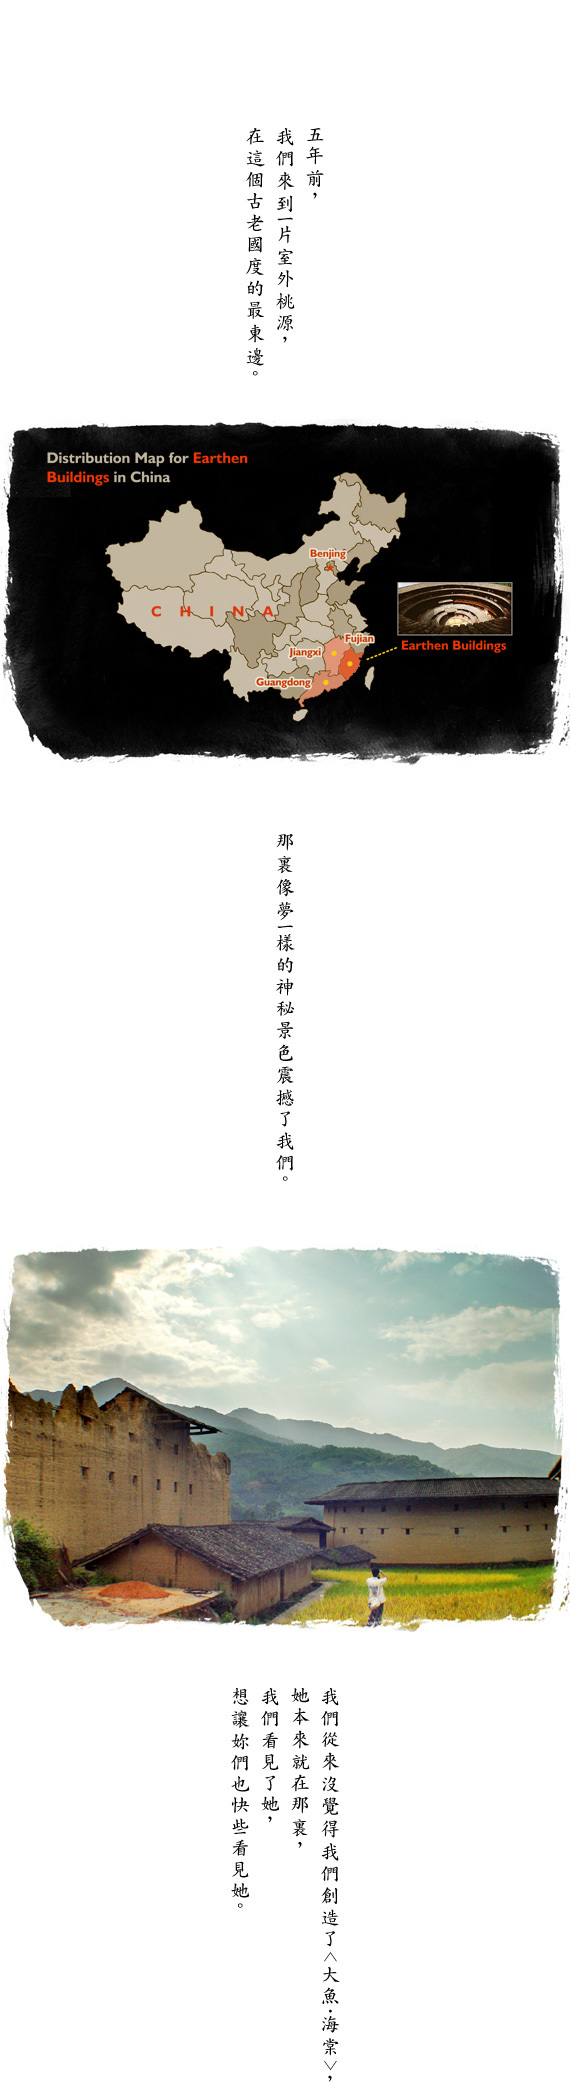 五年前，
我們來到一片室外桃源，
在這個古老國度的最東邊。
Distribution Map for Earthen
Buildings in China
Benjing
CHINA
Fujian
Jiangxi
Earthen Buildings
Guangdong
那裏像夢一樣的神秘景色震撼了我們。
我們從來沒覺得我們創造了<大魚·海棠>，
她本來就在那裏，
我們看見了她，
想讓妳們也快些看見她。